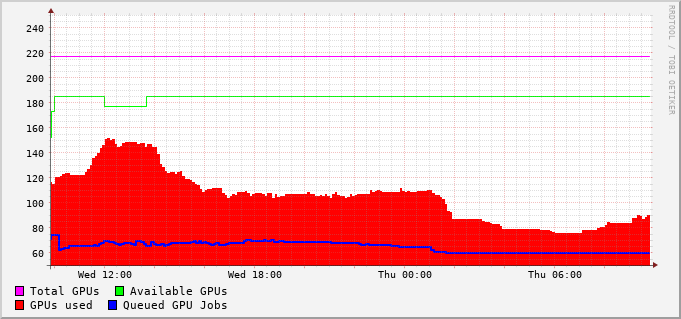 RRDTOOL / TOBI OETIKER
240
220
200
180
160
140
120
100
80
60
Wed 12:00 Wed 18:00 Thu 00:00 Thu 06:00
Total GPUs Available GPUs
GPUs used Queued GPU Jobs